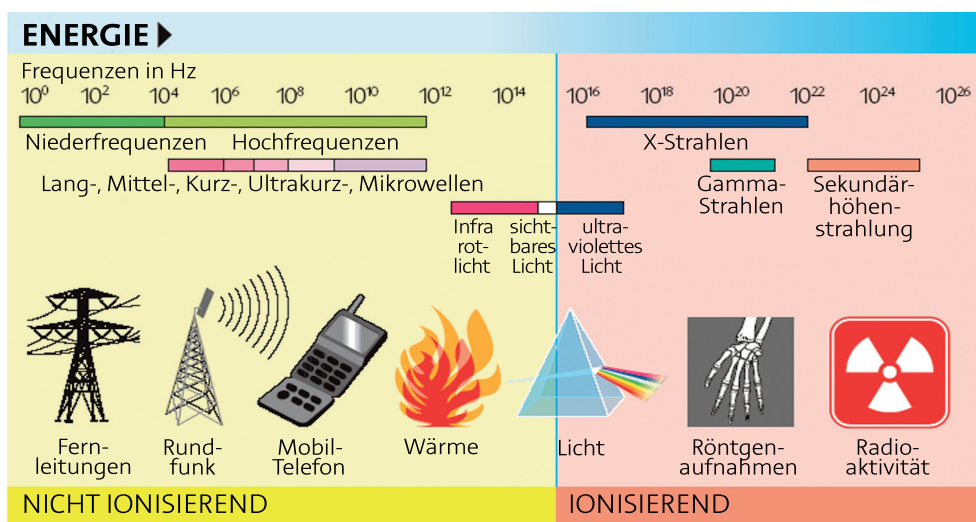 ENERGIE
Frequenzen in Hz
10⁰ 10² 10⁴ 10⁶ 10⁸ 10¹⁰ 10¹² 10¹⁴ 10¹⁶ 10¹⁸ 10²⁰ 10²² 10²⁴ 10²⁶
Niederfrequenzen Hochfrequenzen
X-Strahlen
Lang-, Mittel-, Kurz-, Ultrakurz-, Mikrowellen
Gamma-
Strahlen
Sekundär-
höhen-
strahlung
Infra
rot-
licht
sicht-
bares
Licht
ultra-
violettes
Licht
Fern-
leitungen
Rund-
funk
Mobil-
Telefon
Wärme
Licht
Röntgen-
aufnahmen
Radio-
aktivität
NICHT IONISIEREND
IONISIEREND